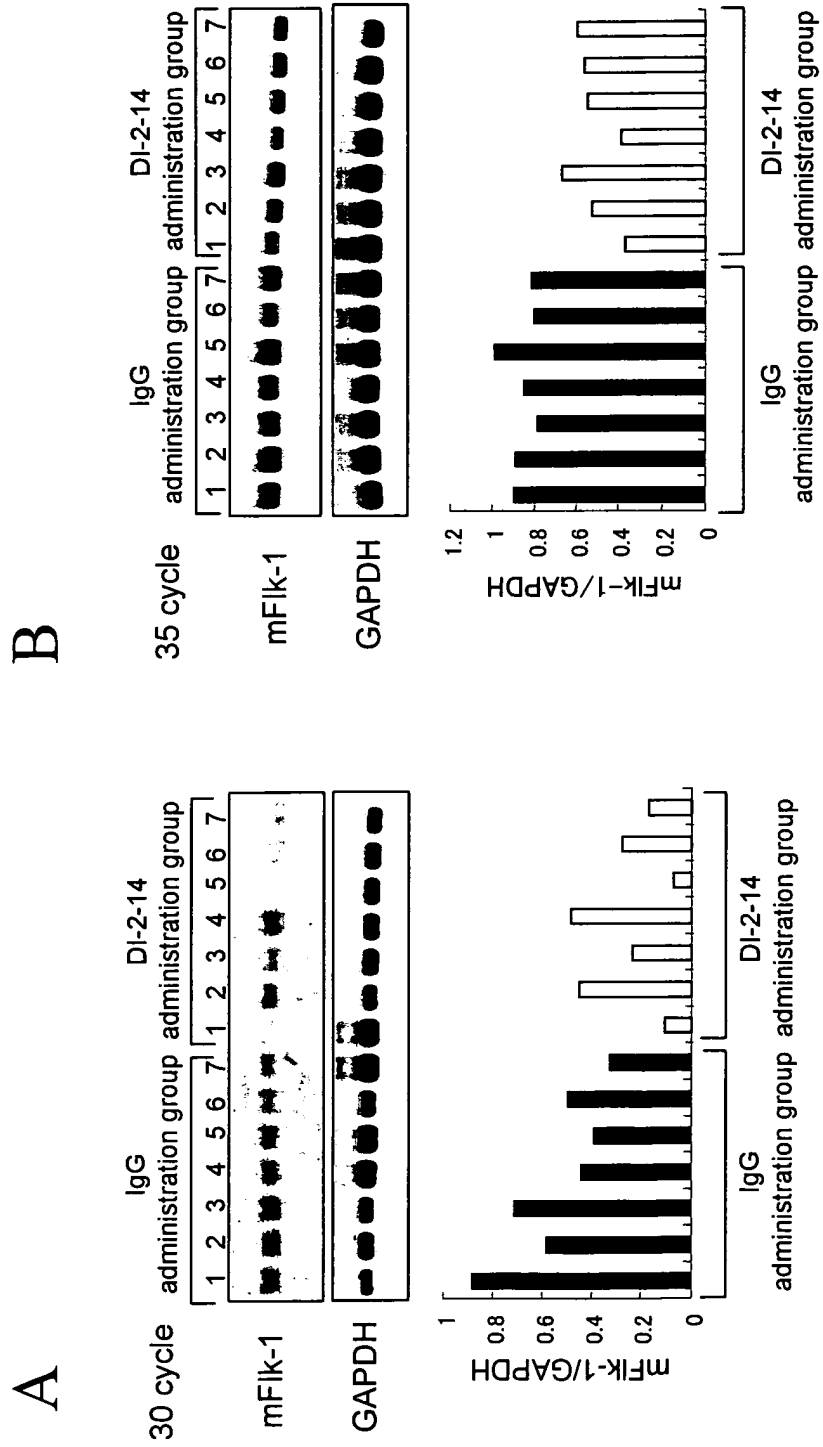 A
30 cycle
IgG
administration group
DI-2-14
administration group
1 2 3 4 5 6 7 1 2 3 4 5 6 7
mFlk-1
GAPDH
mFlk-1/GAPDH
1
0.8
0.6
0.4
0.2
0
IgG
administration group
DI-2-14
administration group
B
35 cycle
IgG
administration group
DI-2-14
administration group
1 2 3 4 5 6 7 1 2 3 4 5 6 7
mFlk-1
GAPDH
mFlk-1/GAPDH
1.2
1
0.8
0.6
0.4
0.2
0
IgG
administration group
DI-2-14
administration group